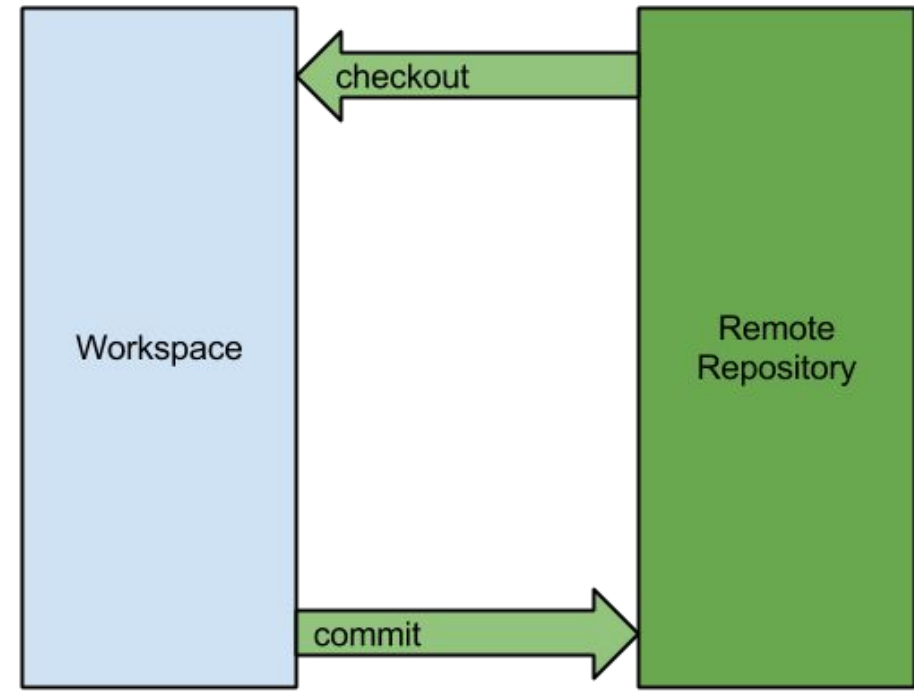 checkout
Workspace
Remote
Repository
commit